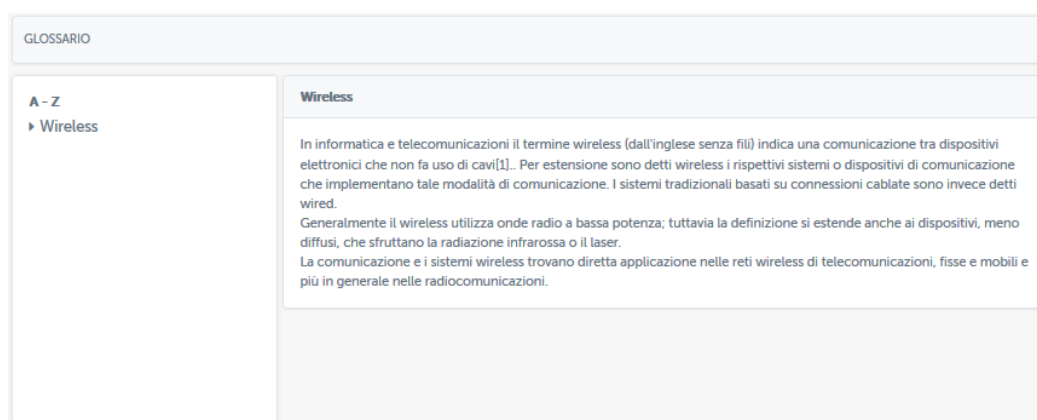 GLOSSARIO
A - Z
Wireless
Wireless
In informatica e telecomunicazioni il termine wireless (dall'inglese senza fili) indica una comunicazione tra dispositivi
elettronici che non fa uso di cavi[1].. Per estensione sono detti wireless i rispettivi sistemi o dispositivi di comunicazione
che implementano tale modalità di comunicazione. I sistemi tradizionali basati su connessioni cablate sono invece detti
wired.
Generalmente il wireless utilizza onde radio a bassa potenza; tuttavia la definizione si estende anche ai dispositivi, meno
diffusi, che sfruttano la radiazione infrarossa o il laser.
La comunicazione e i sistemi wireless trovano diretta applicazione nelle reti wireless di telecomunicazioni, fisse e mobili e
più in generale nelle radiocomunicazioni.